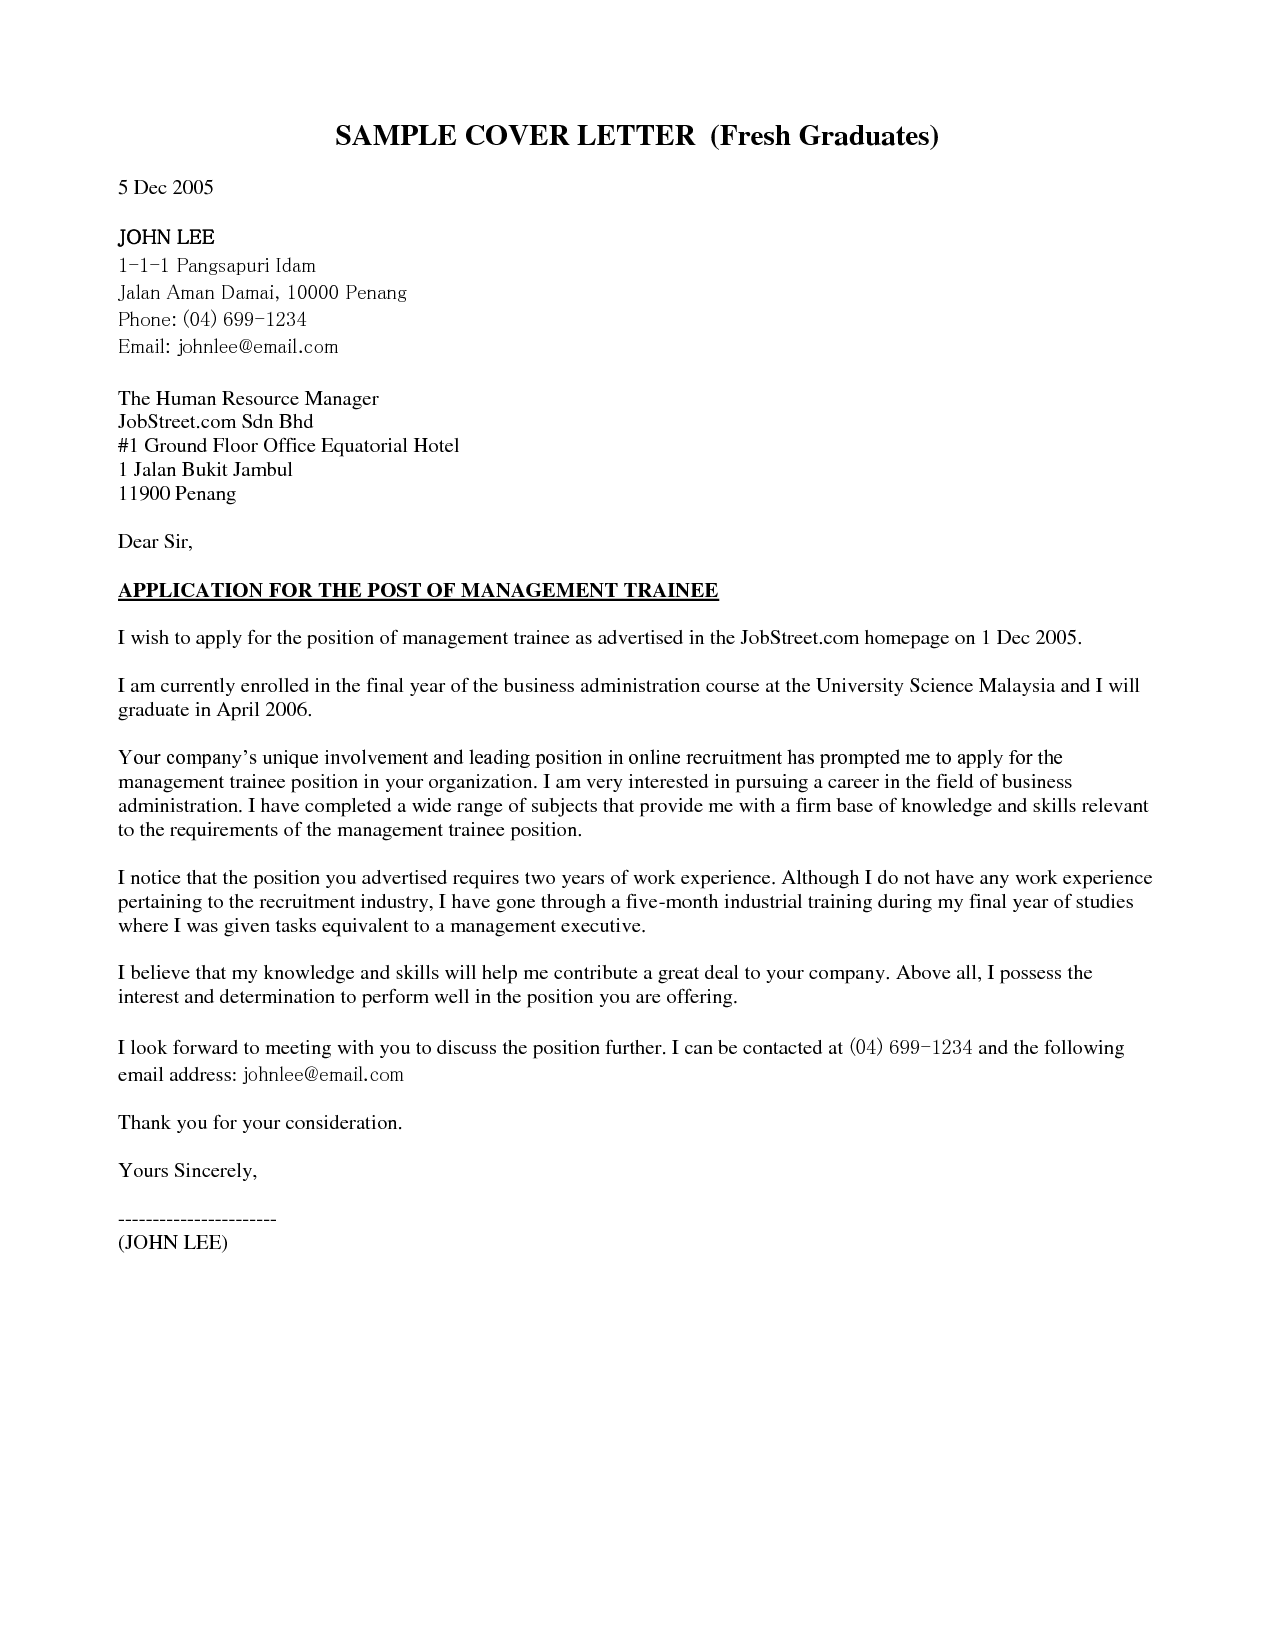 SAMPLE COVER LETTER (Fresh Graduates)
5 Dec 2005
JOHN LEE
1-1-1 Pangsapuri Idam
Jalan Aman Damai, 10000 Penang
Phone: (04) 699-1234
Email: johnlee@email.com
The Human Resource Manager
JobStreet.com Sdn Bhd
#1 Ground Floor Office Equatorial Hotel
1 Jalan Bukit Jambul
11900 Penang
Dear Sir,
APPLICATION FOR THE POST OF MANAGEMENT TRAINEE
I wish to apply for the position of management trainee as advertised in the JobStreet.com homepage on 1 Dec 2005.
I am currently enrolled in the final year of the business administration course at the University Science Malaysia and I will
graduate in April 2006.
Your company's unique involvement and leading position in online recruitment has prompted me to apply for the
management trainee position in your organization. I am very interested in pursuing a career in the field of business
administration. I have completed a wide range of subjects that provide me with a firm base of knowledge and skills relevant
to the requirements of the management trainee position.
I notice that the position you advertised requires two years of work experience. Although I do not have any work experience
pertaining to the recruitment industry, I have gone through a five-month industrial training during my final year of studies
where I was given tasks equivalent to a management executive.
I believe that my knowledge and skills will help me contribute a great deal to your company. Above all, I possess the
interest and determination to perform well in the position you are offering.
I look forward to meeting with you to discuss the position further. I can be contacted at (04) 699-1234 and the following
email address: johnlee@email.com
Thank you for your consideration.
Yours Sincerely,
-----------------------
(JOHN LEE)